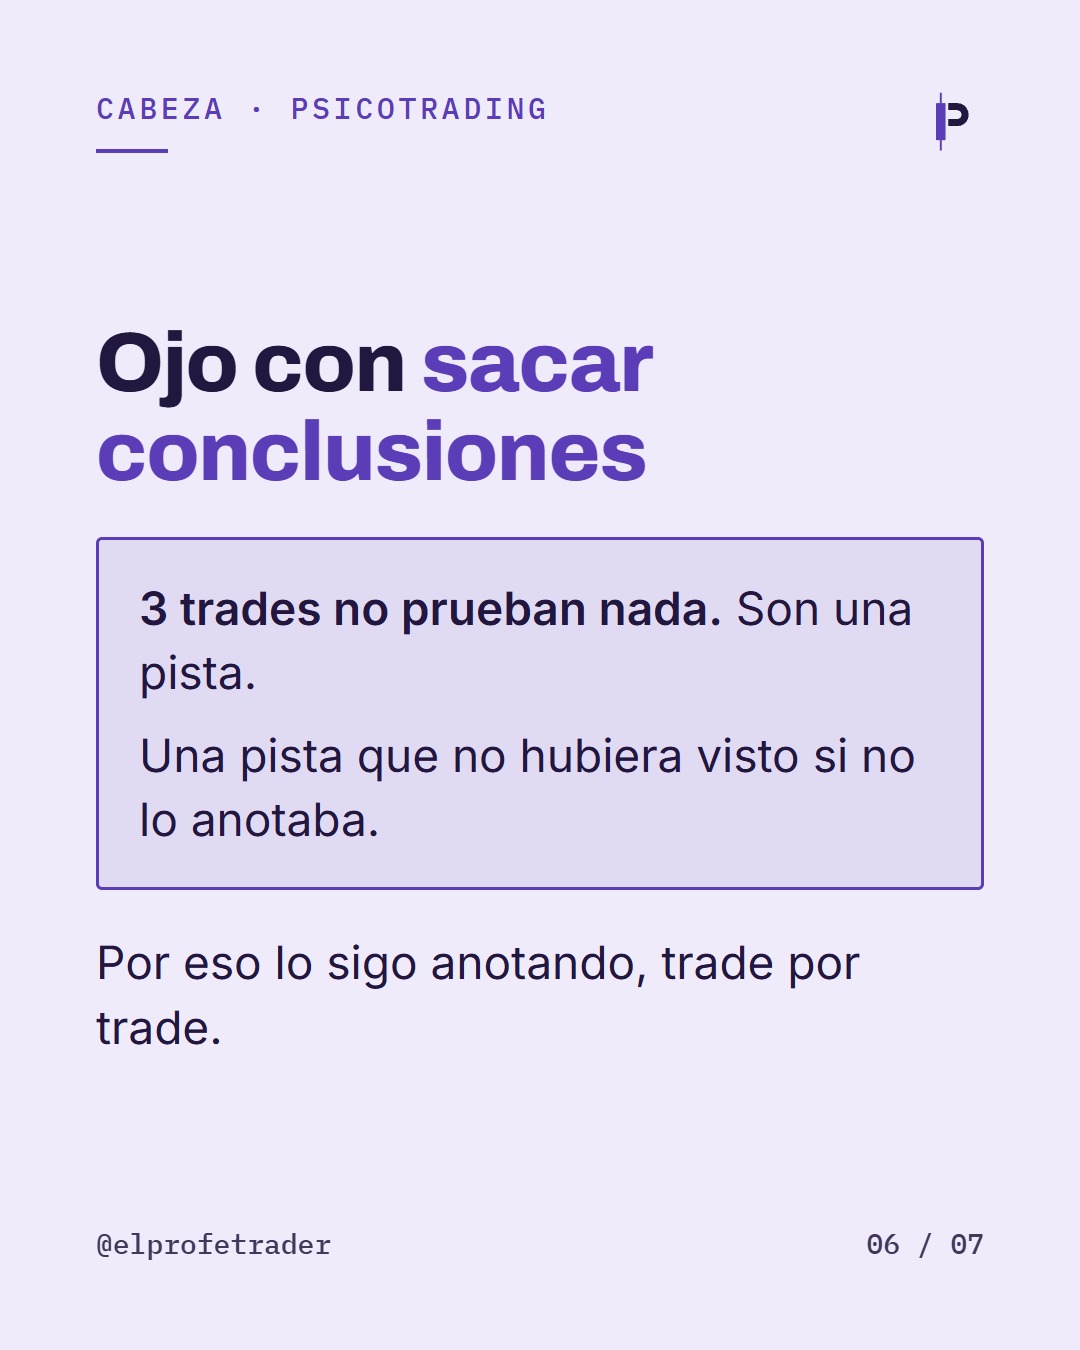 CABEZA · PSICOTRADING
Ojo con sacar
conclusiones
3 trades no prueban nada. Son una
pista.
Una pista que no hubiera visto si no
lo anotaba.
Por eso lo sigo anotando, trade por
trade.
@elprofetrader
06 / 07